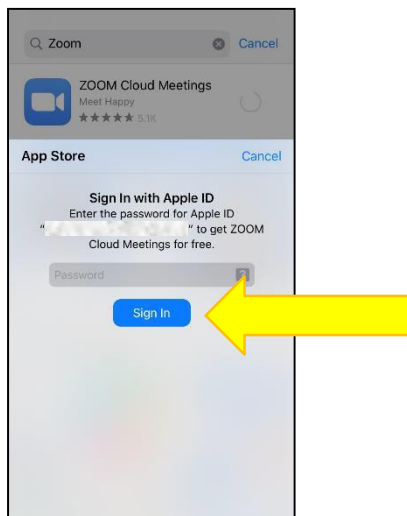 Zoom
Cancel
ZOOM Cloud Meetings
Meet Happy
★★★★★ 5.1K
App Store
Cancel
Sign In with Apple ID
Enter the password for Apple ID
“ ” to get ZOOM
Cloud Meetings for free.
Password
?
Sign In